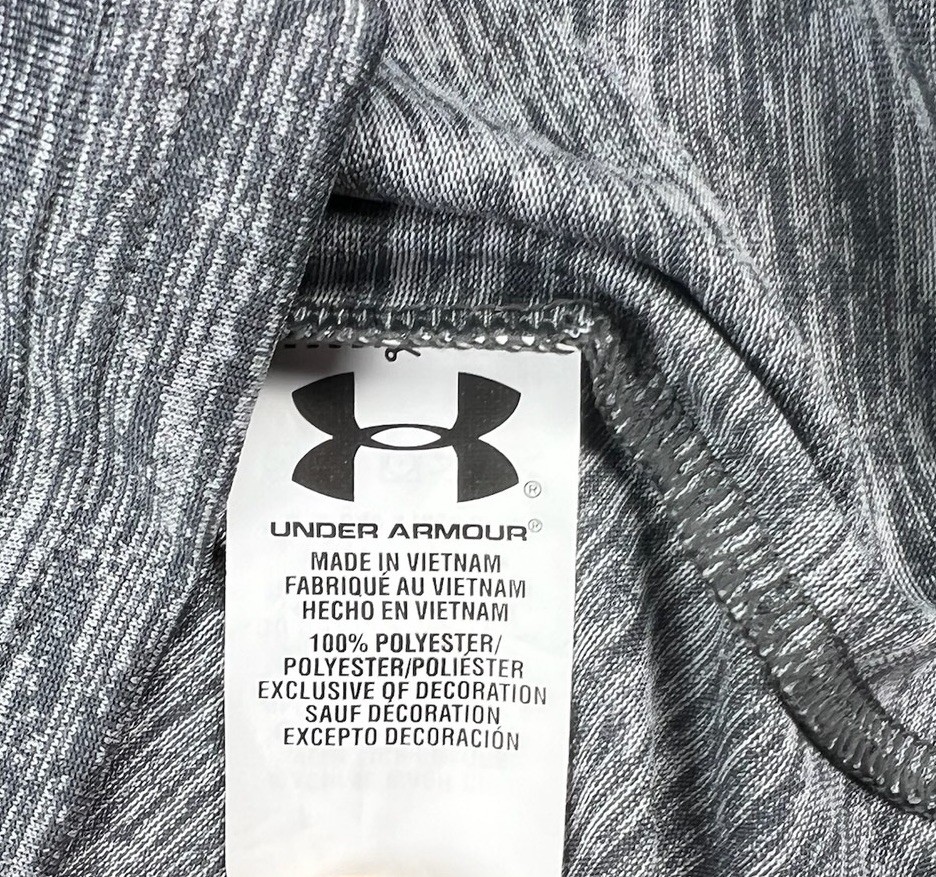 ®
UNDER ARMOUR®
MADE IN VIETNAM
FABRIQUÉ AU VIETNAM
HECHO EN VIETNAM
100% POLYESTER/
POLYESTER/POLIÉSTER
EXCLUSIVE OF DECORATION
SAUF DÉCORATION
EXCEPTO DECORACIÓN